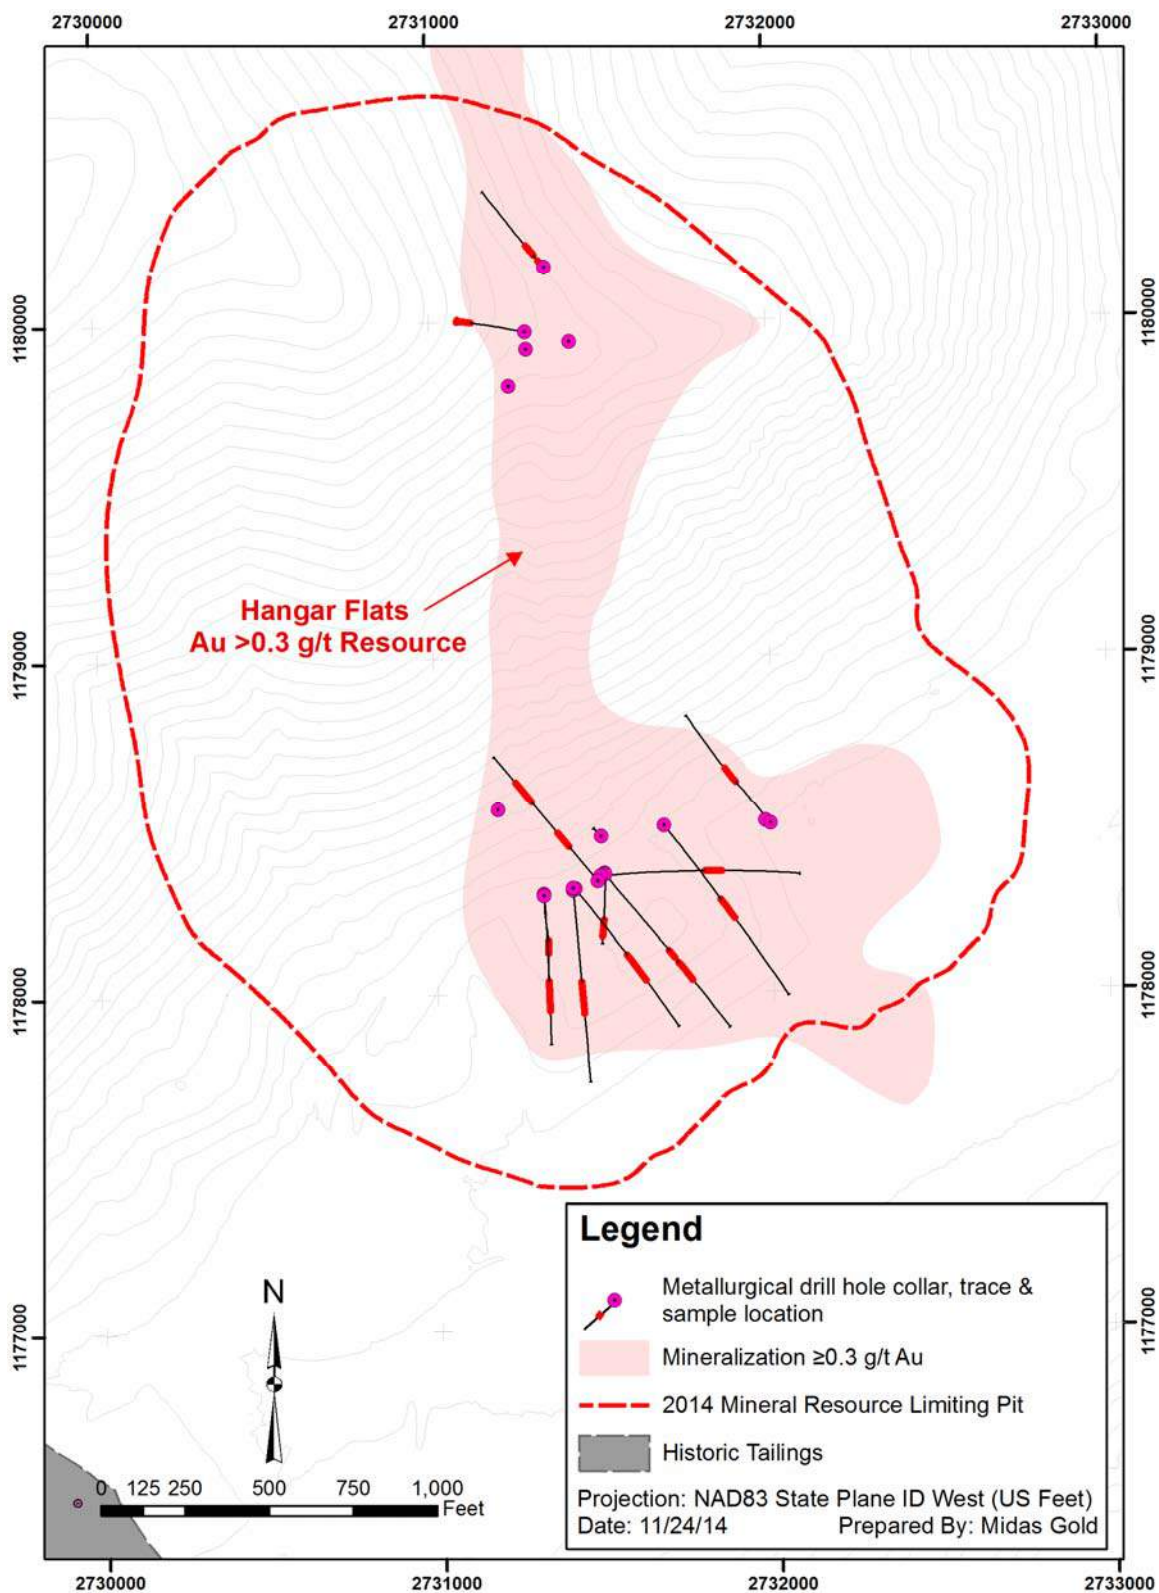 2730000 2731000 2732000 2733000
1180000
1180000
Hangar Flats
Au >0.3 g/t Resource
1179000
1179000
1178000
1178000
Legend
Metallurgical drill hole collar, trace &
sample location
Mineralization ≥0.3 g/t Au
2014 Mineral Resource Limiting Pit
Historic Tailings
Projection: NAD83 State Plane ID West (US Feet)
Date: 11/24/14 Prepared By: Midas Gold
N
1177000
1177000
0 125 250 500 750 1,000
Feet
2730000 2731000 2732000 2733000